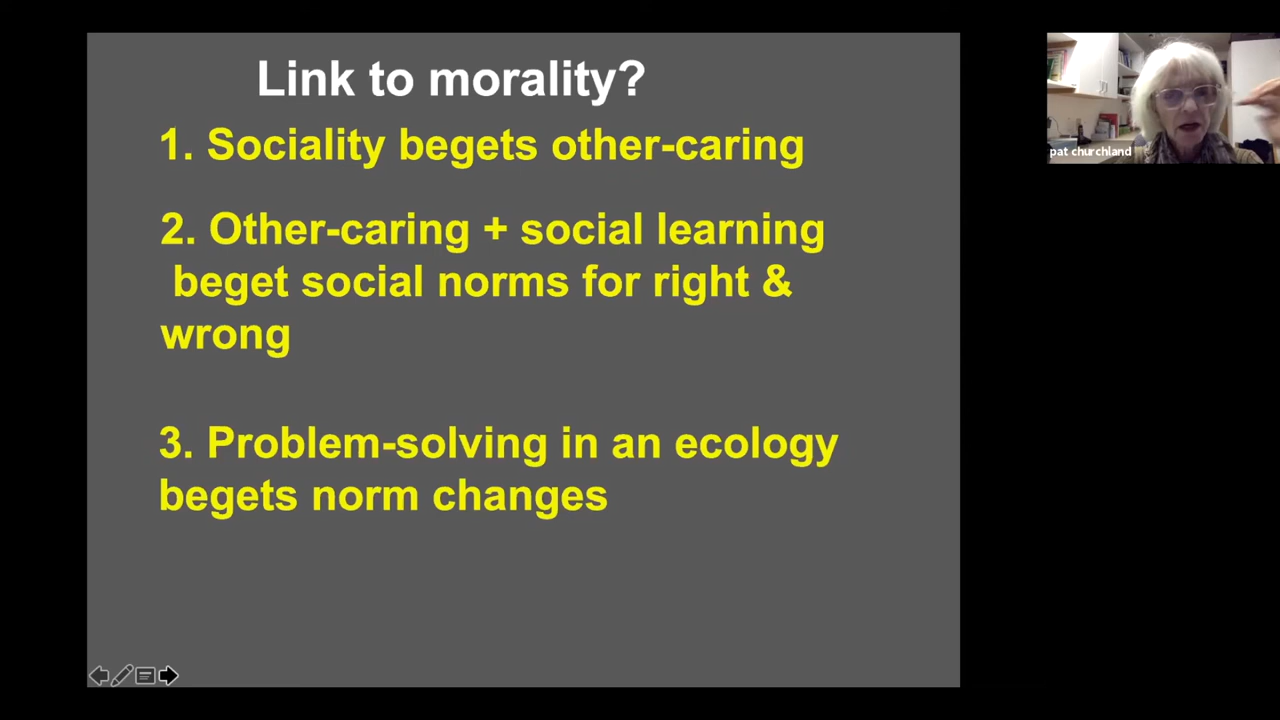 Link to morality?
1. Sociality begets other-caring
2. Other-caring + social learning
beget social norms for right &
wrong
3. Problem-solving in an ecology
begets norm changes
pat churchland